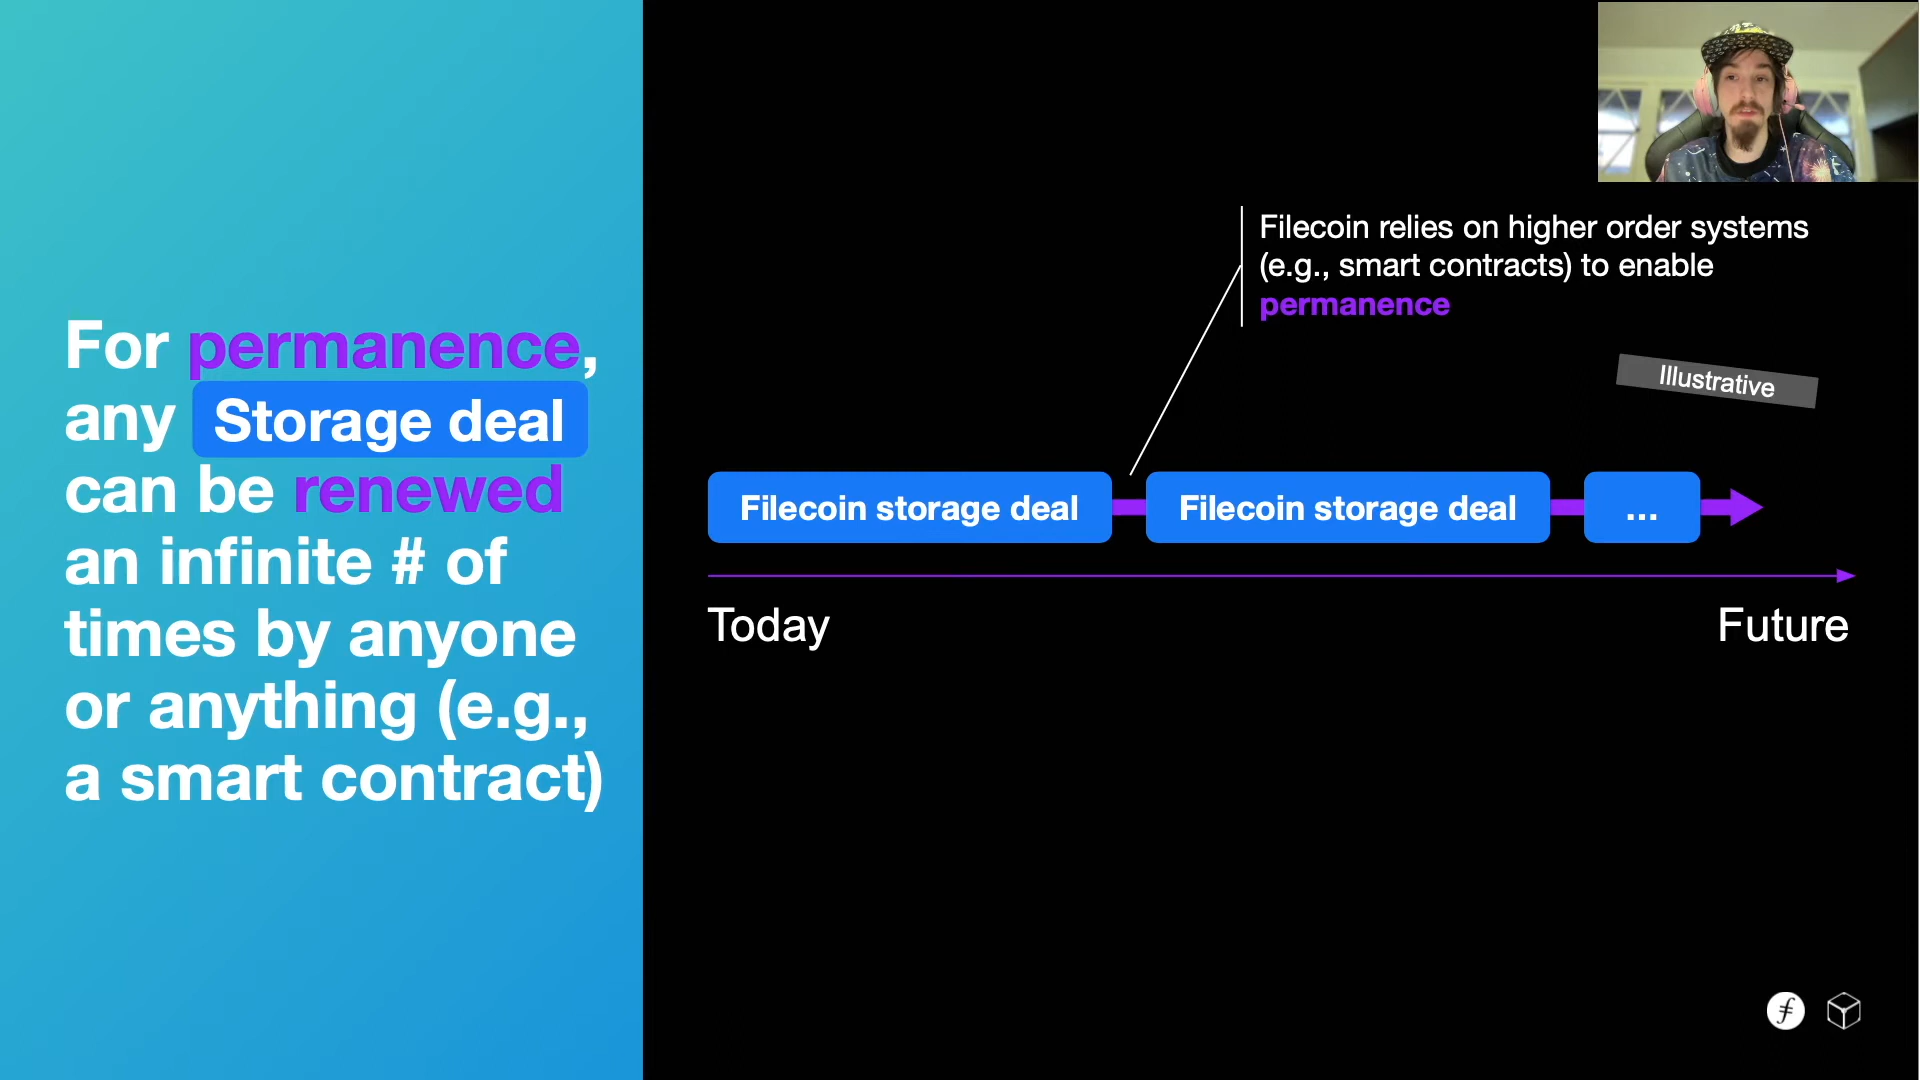 For permanence,
any Storage deal
can be renewed
an infinite # of
times by anyone
or anything (e.g.,
a smart contract)
Filecoin relies on higher order systems
(e.g., smart contracts) to enable
permanence
Illustrative
Filecoin storage deal
Filecoin storage deal
...
Today
Future